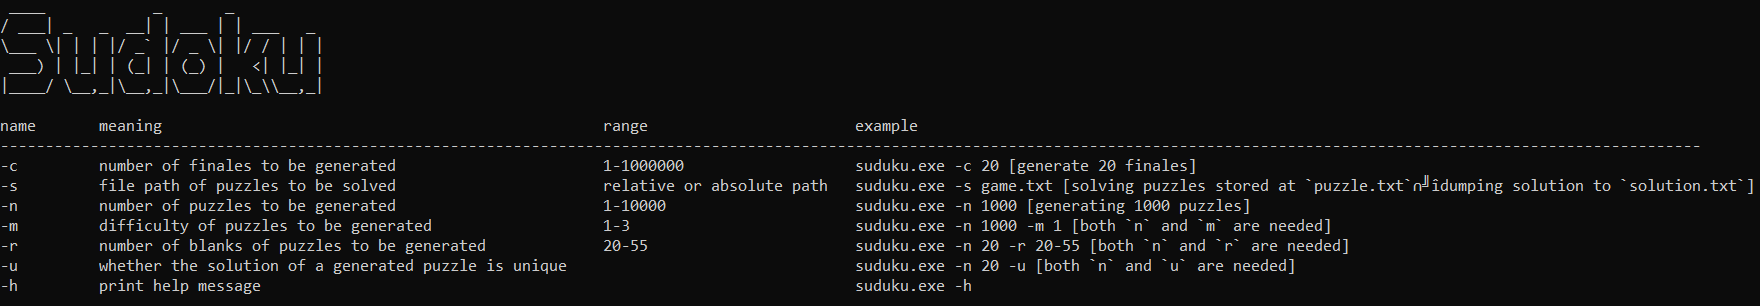 Sudoku
name meaning range example
-c number of finales to be generated 1-1000000 suduku.exe -c 20 [generate 20 finales]
-s file path of puzzles to be solved relative or absolute path suduku.exe -s game.txt [solving puzzles stored at `puzzle.txt`∩╝îdumping solution to `solution.txt`]
-n number of puzzles to be generated 1-10000 suduku.exe -n 1000 [generating 1000 puzzles]
-m difficulty of puzzles to be generated 1-3 suduku.exe -n 1000 -m 1 [both `n` and `m` are needed]
-r number of blanks of puzzles to be generated 20-55 suduku.exe -n 20 -r 20-55 [both `n` and `r` are needed]
-u whether the solution of a generated puzzle is unique suduku.exe -n 20 -u [both `n` and `u` are needed]
-h print help message suduku.exe -h